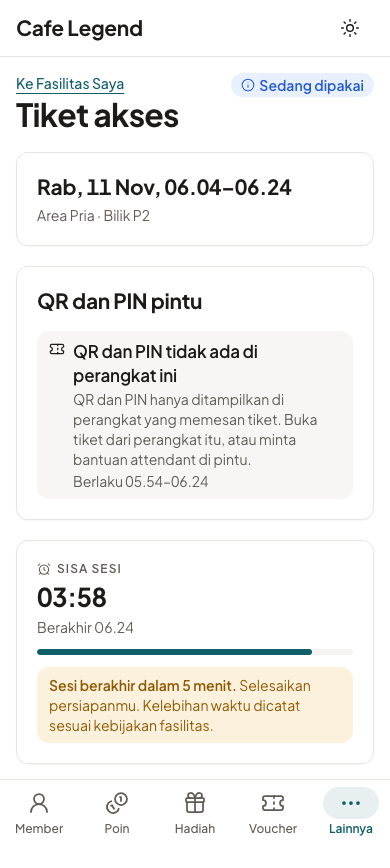 Cafe Legend
Ke Fasilitas Saya
Sedang dipakai
Tiket akses
Rab, 11 Nov, 06.04–06.24
Area Pria · Bilik P2
QR dan PIN pintu
QR dan PIN tidak ada di
perangkat ini
QR dan PIN hanya ditampilkan di
perangkat yang memesan tiket. Buka
tiket dari perangkat itu, atau minta
bantuan attendant di pintu.
Berlaku 05.54–06.24
SISA SESI
03:58
Berakhir 06.24
Sesi berakhir dalam 5 menit. Selesaikan
persiapanmu. Kelebihan waktu dicatat
sesuai kebijakan fasilitas.
Member
Poin
Hadiah
Voucher
Lainnya